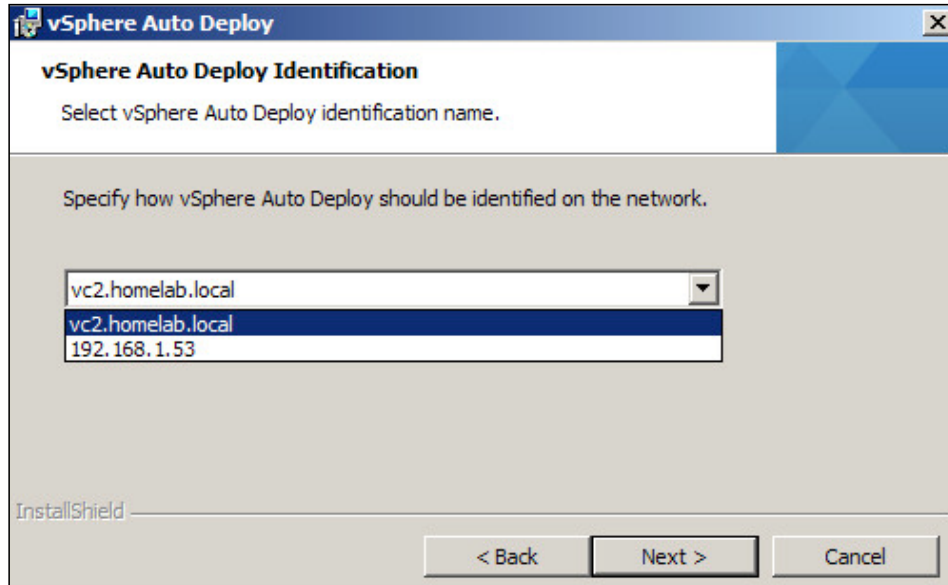 vSphere Auto Deploy
vSphere Auto Deploy Identification
Select vSphere Auto Deploy identification name.
Specify how vSphere Auto Deploy should be identified on the network.
vc2.homelab.local
vc2.homelab.local
192.168.1.53
InstallShield
< Back Next > Cancel